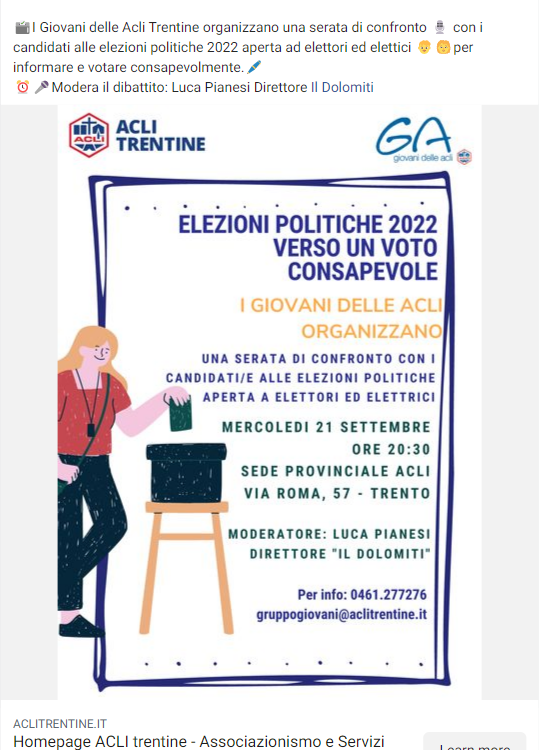 I Giovani delle Acli Trentine organizzano una serata di confronto con i
candidati alle elezioni politiche 2022 aperta ad elettori ed elettici per
informare e votare consapevolmente.
Modera il dibattito: Luca Pianesi Direttore Il Dolomiti
ACLI
TRENTINE
ACLI
GA
giovani delle acli
ELEZIONI POLITICHE 2022
VERSO UN VOTO
CONSAPEVOLE
I GIOVANI DELLE ACLI
ORGANIZZANO
UNA SERATA DI CONFRONTO CON I
CANDIDATI/E ALLE ELEZIONI POLITICHE
APERTA A ELETTORI ED ELETTRICI
MERCOLEDI 21 SETTEMBRE
ORE 20:30
SEDE PROVINCIALE ACLI
VIA ROMA, 57 - TRENTO
MODERATORE: LUCA PIANESI
DIRETTORE "IL DOLOMITI"
Per info: 0461.277276
gruppogiovani@aclitrentine.it
ACLITRENTINE.IT
Homepage ACLI trentine - Associazionismo e Servizi
Learn more